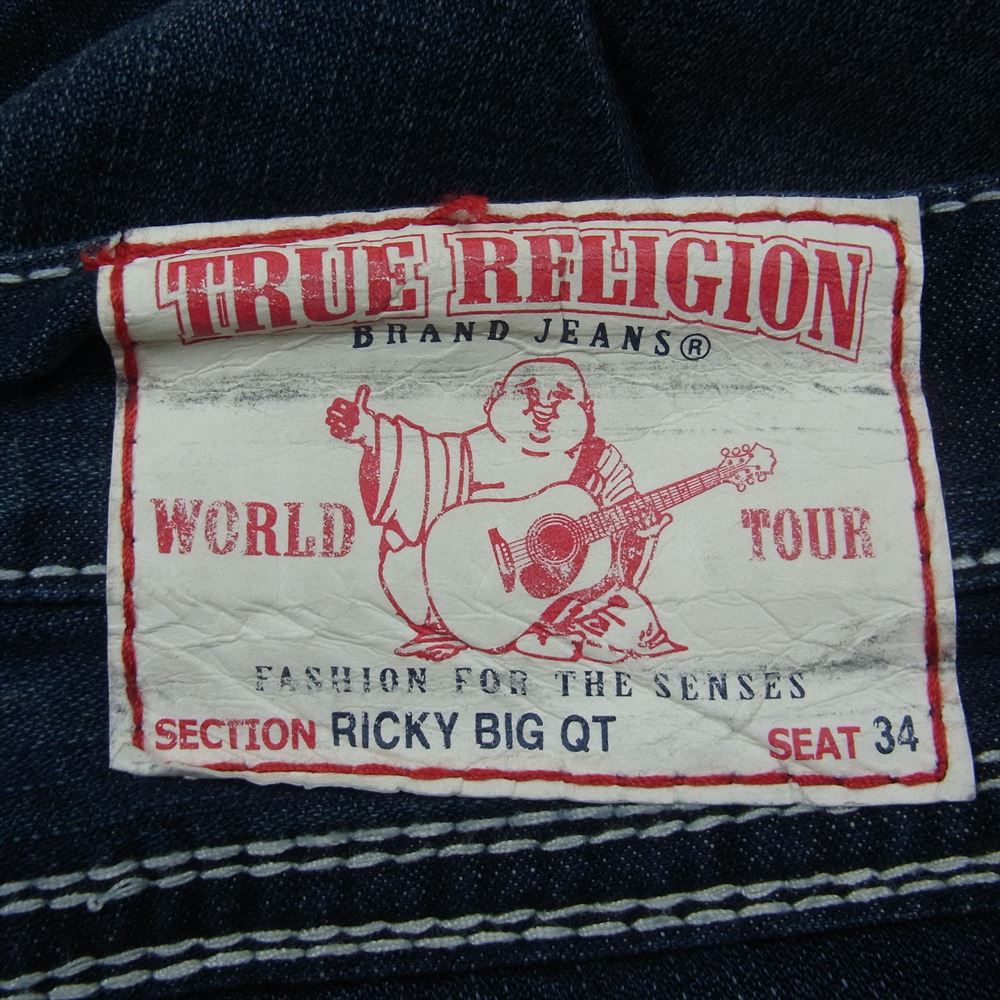 TRUE RELIGION
BRAND JEANS®
WORLD TOUR
FASHION FOR THE SENSES
SECTION RICKY BIG QT SEAT 34